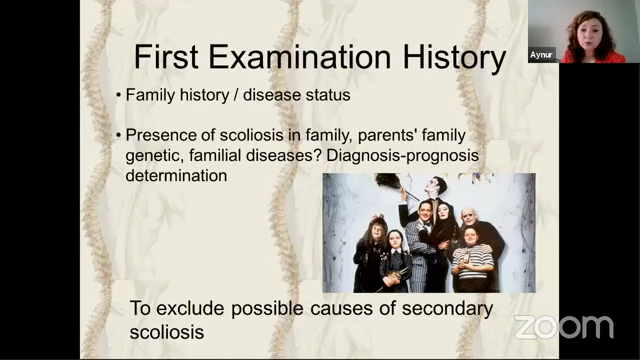 First Examination History
• Family history / disease status
• Presence of scoliosis in family, parents' family
genetic, familial diseases? Diagnosis-prognosis
determination
To exclude possible causes of secondary
scoliosis
Aynur
zoom